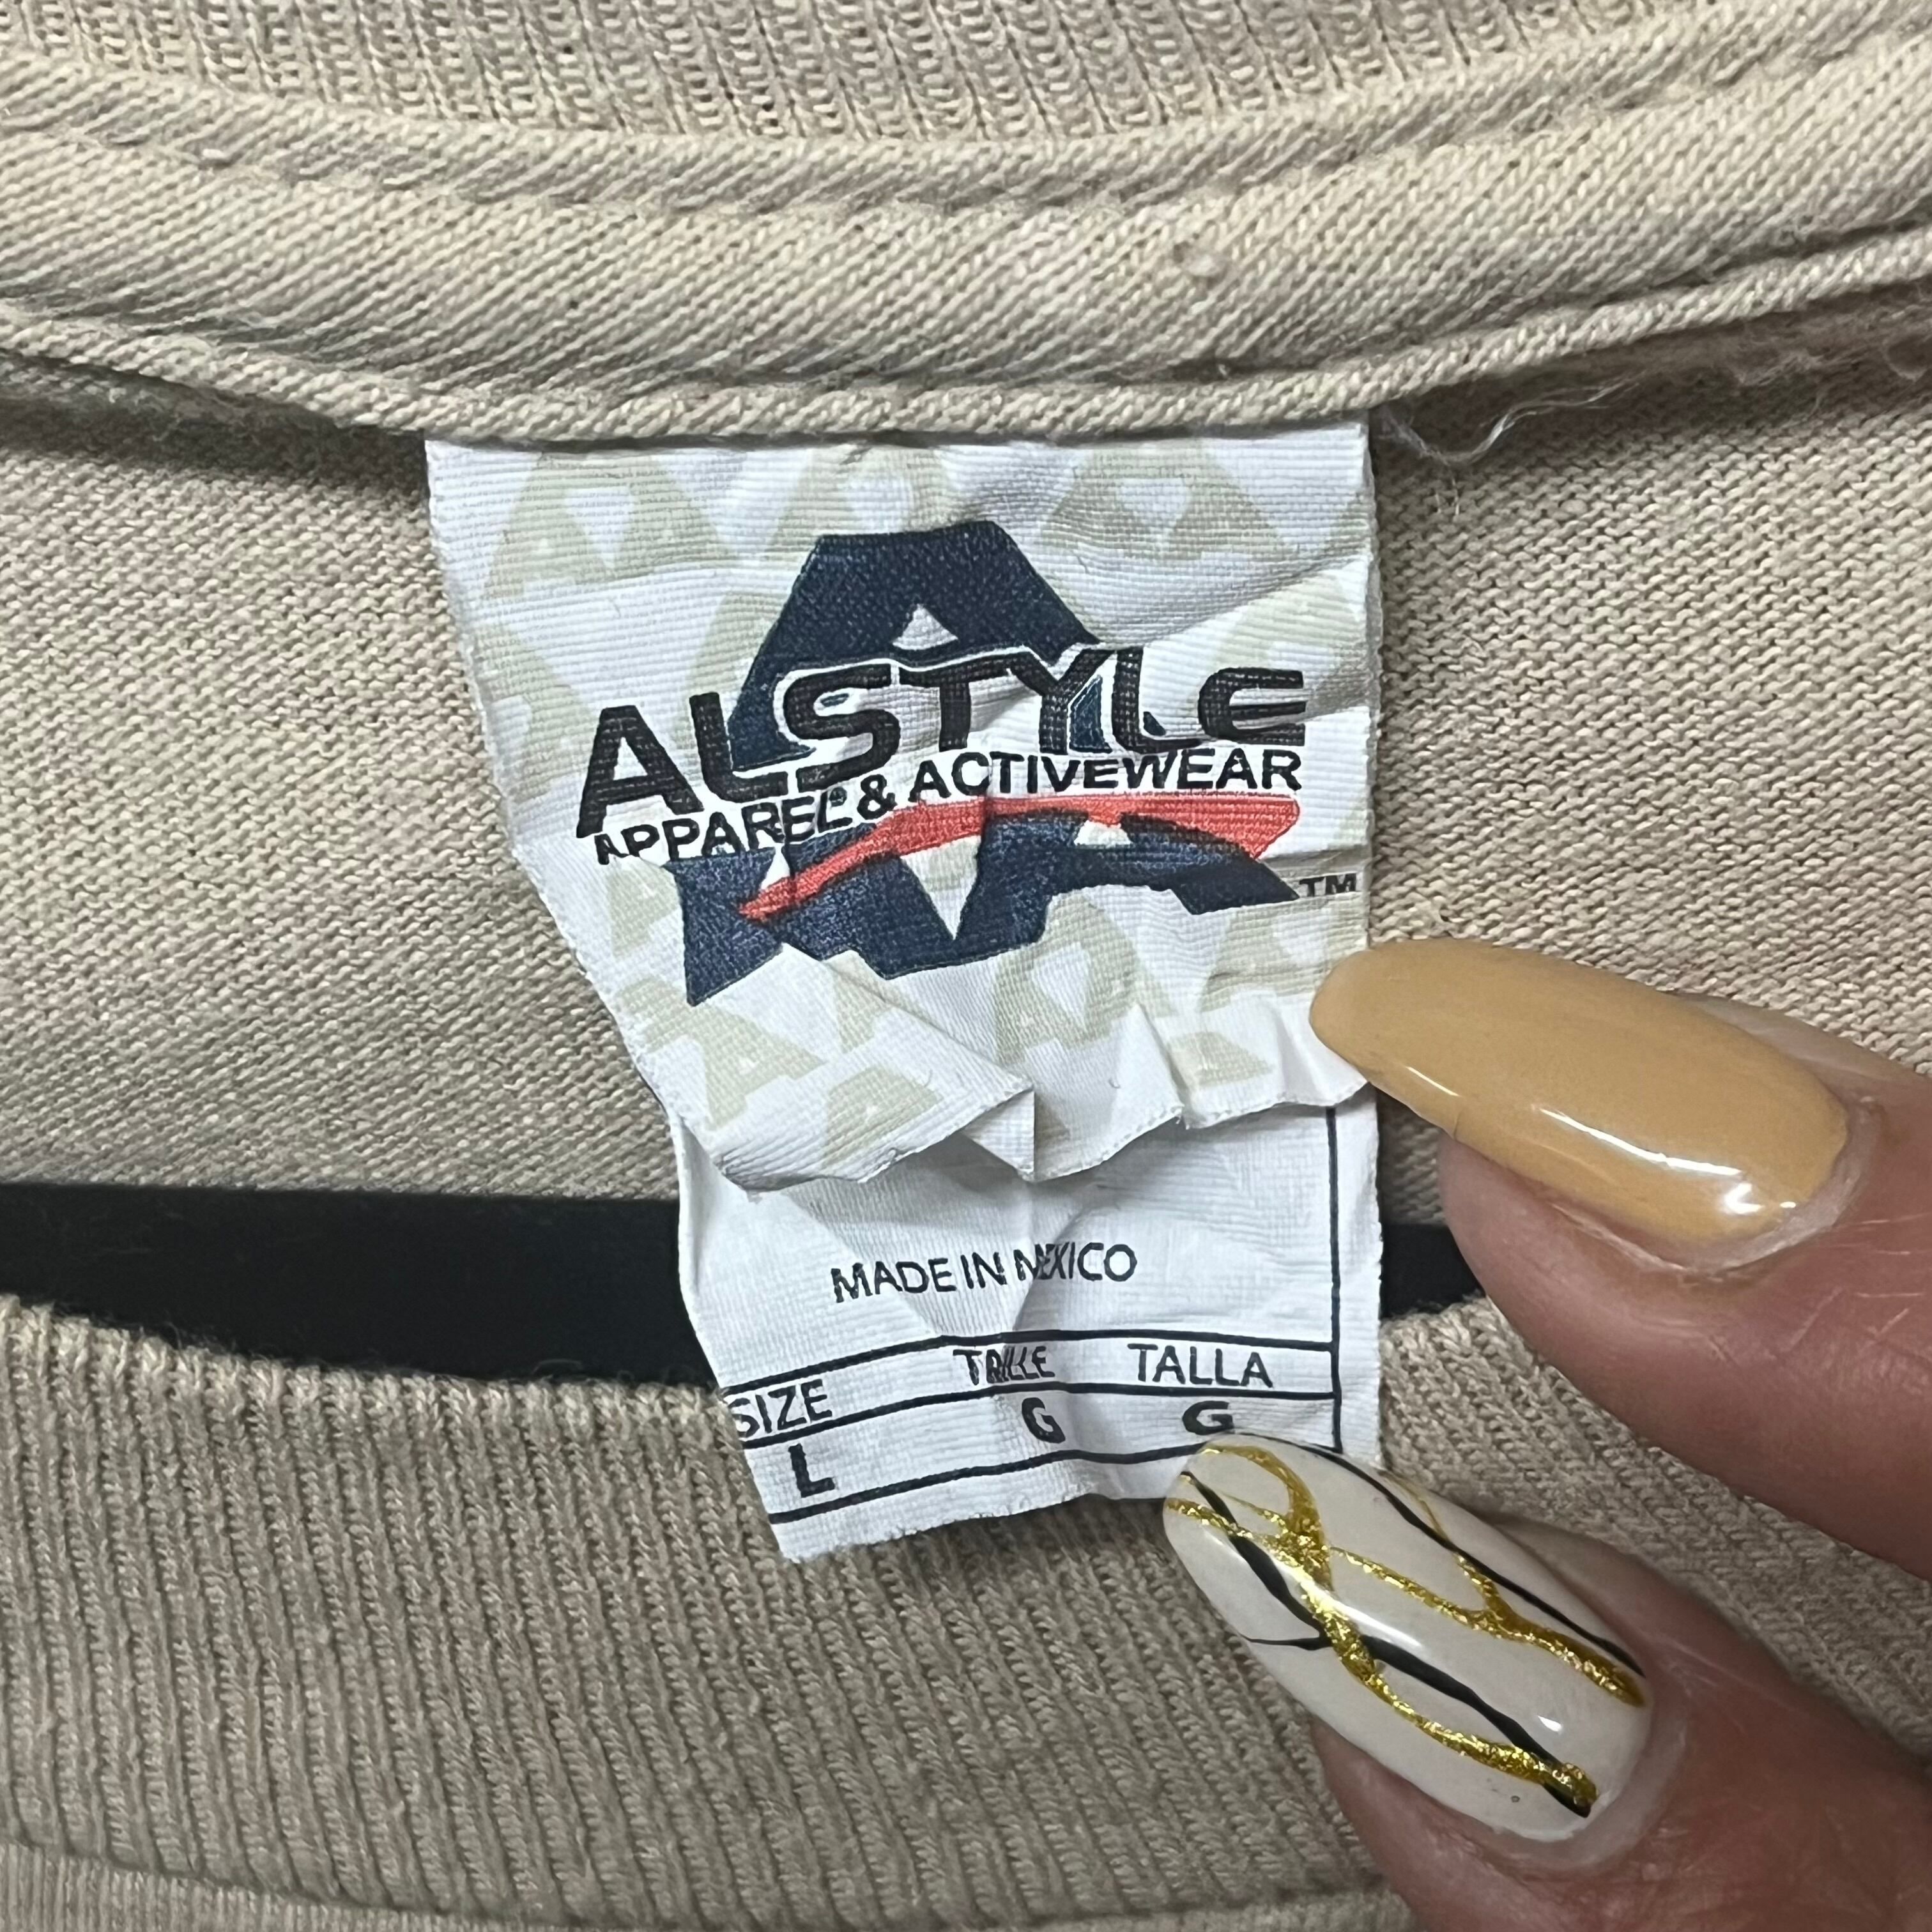 ALSTYLE
APPAREL & ACTIVEWEAR
TM
MADE IN MEXICO
SIZE TAILLE TALLA
L G G